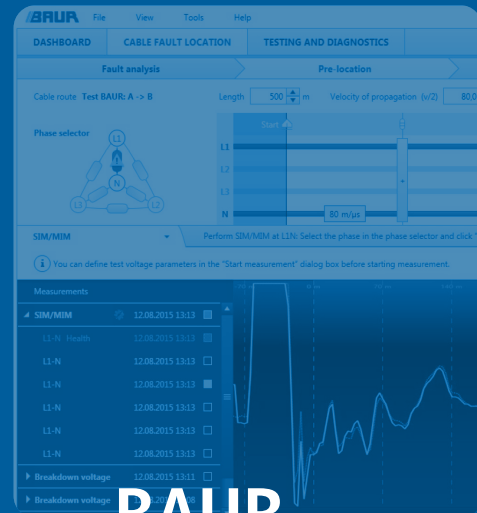 BAUR File View Tools Help
DASHBOARD CABLE FAULT LOCATION TESTING AND DIAGNOSTICS
Fault analysis Pre-location
Cable route Test BAUR: A -> B Length 500 m Velocity of propagation (v/2) 80,0
Phase selector
Start
L1
L1
L2
N
L3
L3 L2
N
80 m/µs
SIM/MIM Perform SIM/MIM at L1N: Select the phase in the phase selector and click "
i You can define test voltage parameters in the "Start measurement" dialog box before starting measurement.
Measurements
SIM/MIM 12.08.2015 13:13
L1-N Health 12.08.2015 13:13
L1-N 12.08.2015 13:13
L1-N 12.08.2015 13:13
L1-N 12.08.2015 13:13
L1-N 12.08.2015 13:13
L1-N 12.08.2015 13:13
Breakdown voltage 12.08.2015 13:11
Breakdown voltage
BAUR